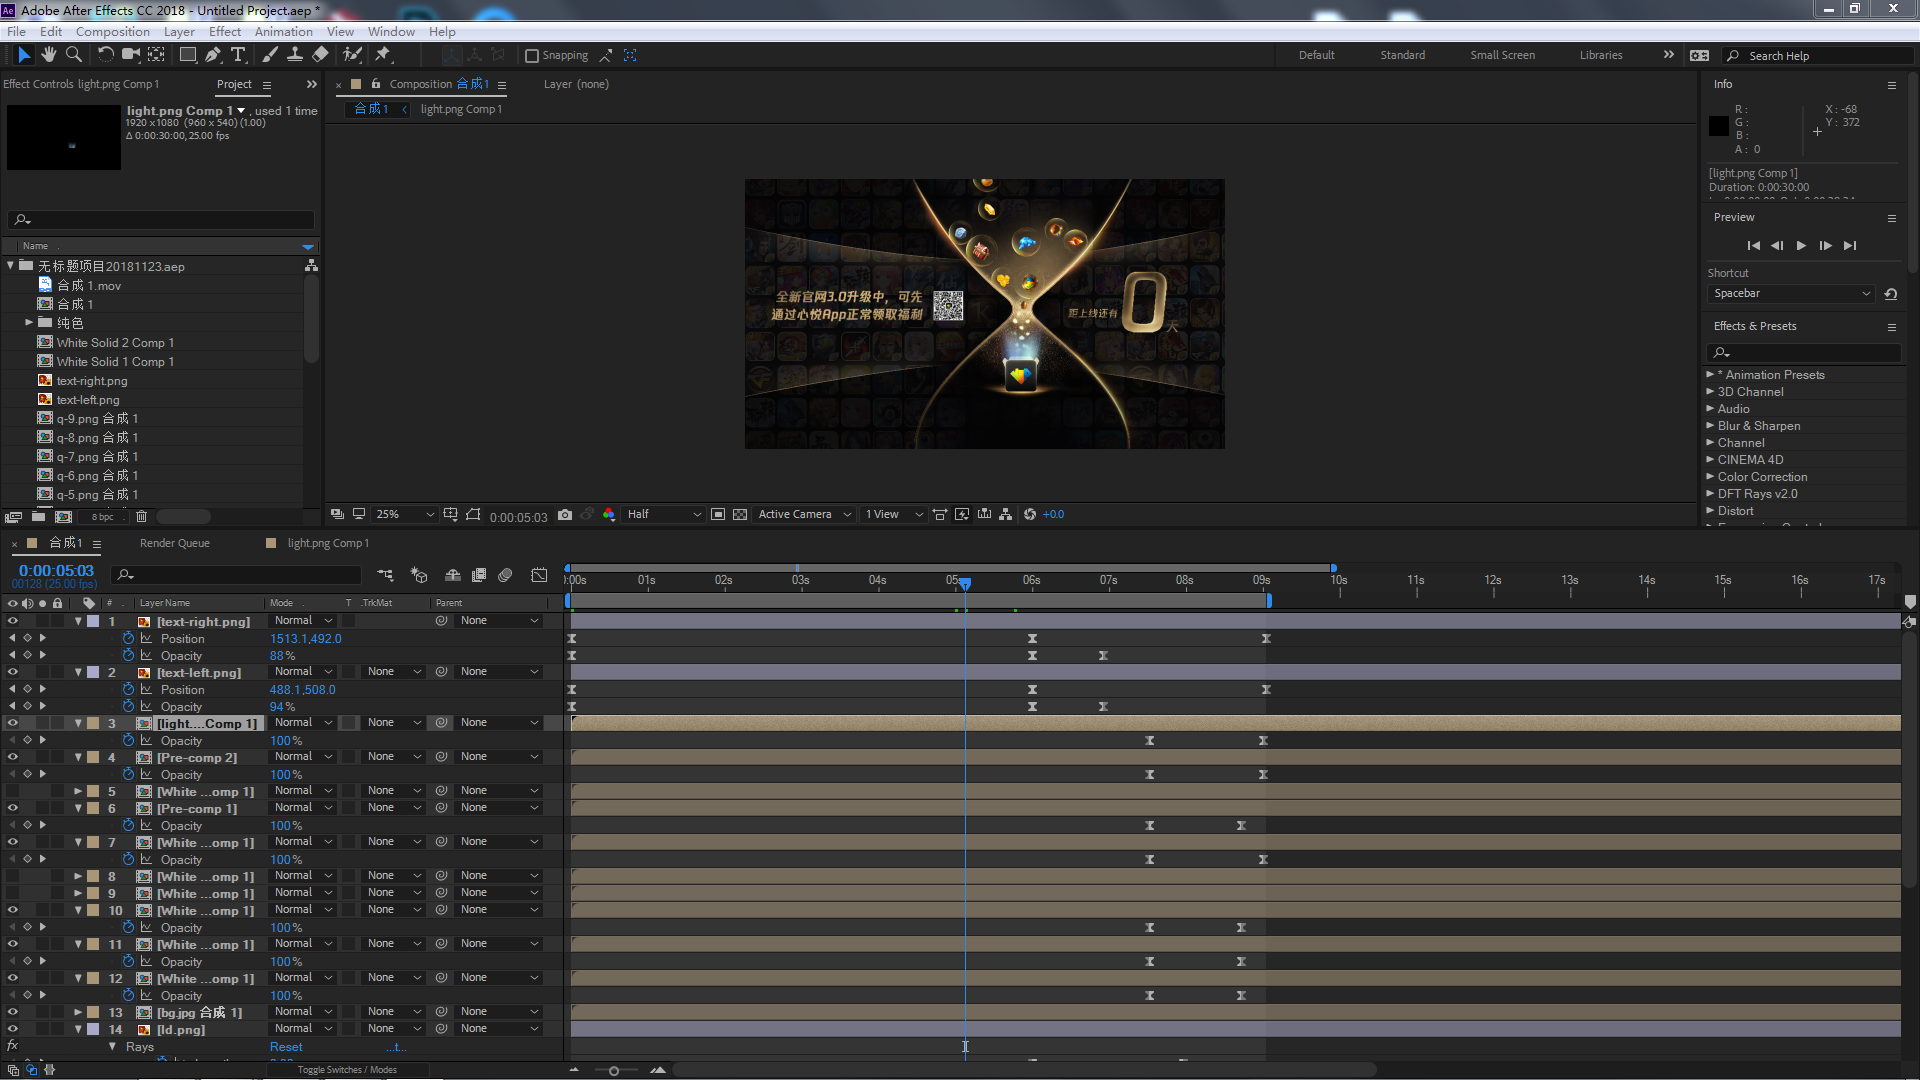 Adobe After Effects CC 2018 - Untitled Project.aep *
File Edit Composition Layer Effect Animation View Window Help
Snapping
Default Standard Small Screen Libraries
Search Help
Effect Controls light.png Comp 1
Project
light.png Comp 1 , used 1 time
1920 x1080 (960 x 540) (1.00)
Δ 0:00:30:00, 25.00 fps
Name
无标题项目20181123.aep
合成 1.mov
合成 1
纯色
White Solid 2 Comp 1
White Solid 1 Comp 1
text-right.png
text-left.png
q-9.png 合成 1
q-8.png 合成 1
q-7.png 合成 1
q-6.png 合成 1
q-5.png 合成 1
8 bpc
Composition 合成 1
Layer (none)
合成 1
light.png Comp 1
全新官网3.0升级中，可先
通过心悦App正常领取福利
距上线还有 0 天
25%
0:00:05:03
Half
Active Camera
1 View
+0.0
Info
R :
G :
B :
A : 0
X : -68
Y : 372
[light.png Comp 1]
Duration: 0:00:30:00
Preview
Shortcut
Spacebar
Effects & Presets
* Animation Presets
3D Channel
Audio
Blur & Sharpen
Channel
CINEMA 4D
Color Correction
DFT Rays v2.0
Distort
合成 1
Render Queue
light.png Comp 1
0:00:05:03
00128 (25.00 fps)
:00s 01s 02s 03s 04s 05s 06s 07s 08s 09s 10s 11s 12s 13s 14s 15s 16s 17s
# Layer Name Mode T .TrkMat Parent
1 [text-right.png] Normal None
Position 1513.1,492.0
Opacity 88%
2 [text-left.png] Normal None None
Position 488.1,508.0
Opacity 94%
3 [light....Comp 1] Normal None None
Opacity 100%
4 [Pre-comp 2] Normal None None
Opacity 100%
5 [White ...omp 1] Normal None None
6 [Pre-comp 1] Normal None None
Opacity 100%
7 [White ...omp 1] Normal None None
Opacity 100%
8 [White ...omp 1] Normal None None
9 [White ...omp 1] Normal None None
10 [White ...omp 1] Normal None None
Opacity 100%
11 [White ...omp 1] Normal None None
Opacity 100%
12 [White ...omp 1] Normal None None
Opacity 100%
13 [bg.jpg 合成 1] Normal None None
14 [ld.png] Normal None None
fx Rays Reset ...t...
Toggle Switches / Modes